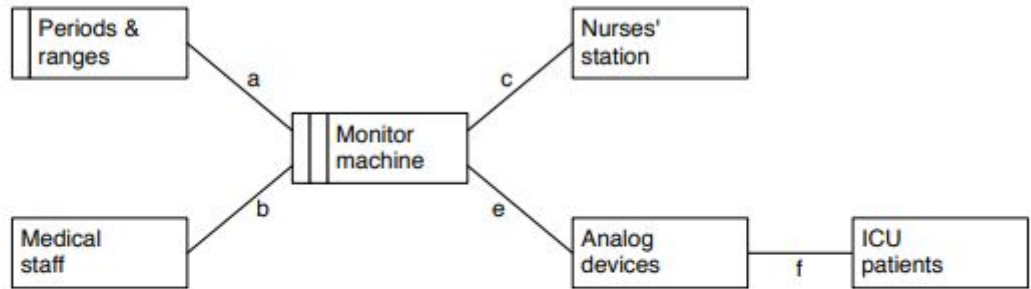 Periods &
ranges
Nurses'
station
a
c
Monitor
machine
b
e
Medical
staff
Analog
devices
f
ICU
patients